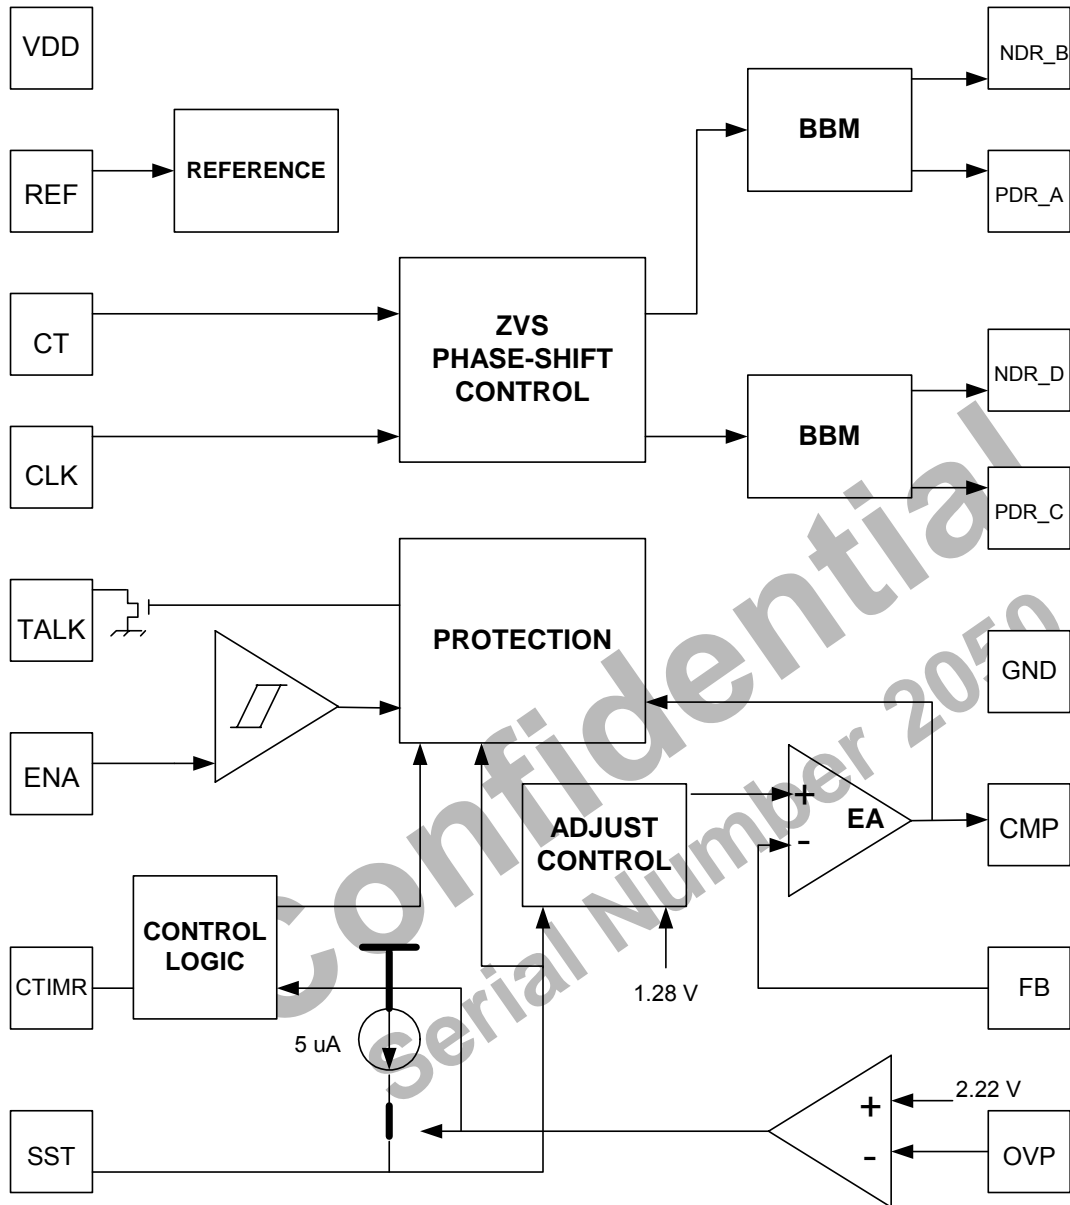 VDD
NDR_B
BBM
REFERENCE
REF
PDR_A
ZVS
PHASE-SHIFT
CONTROL
CT
NDR_D
BBM
CLK
PDR_C
TALK
PROTECTION
GND
ENA
ADJUST
CONTROL
+
EA
-
CMP
CONTROL
LOGIC
CTIMR
1.28 V
FB
5 uA
2.22 V
+
-
SST
OVP
Confidential
Serial Number 2050